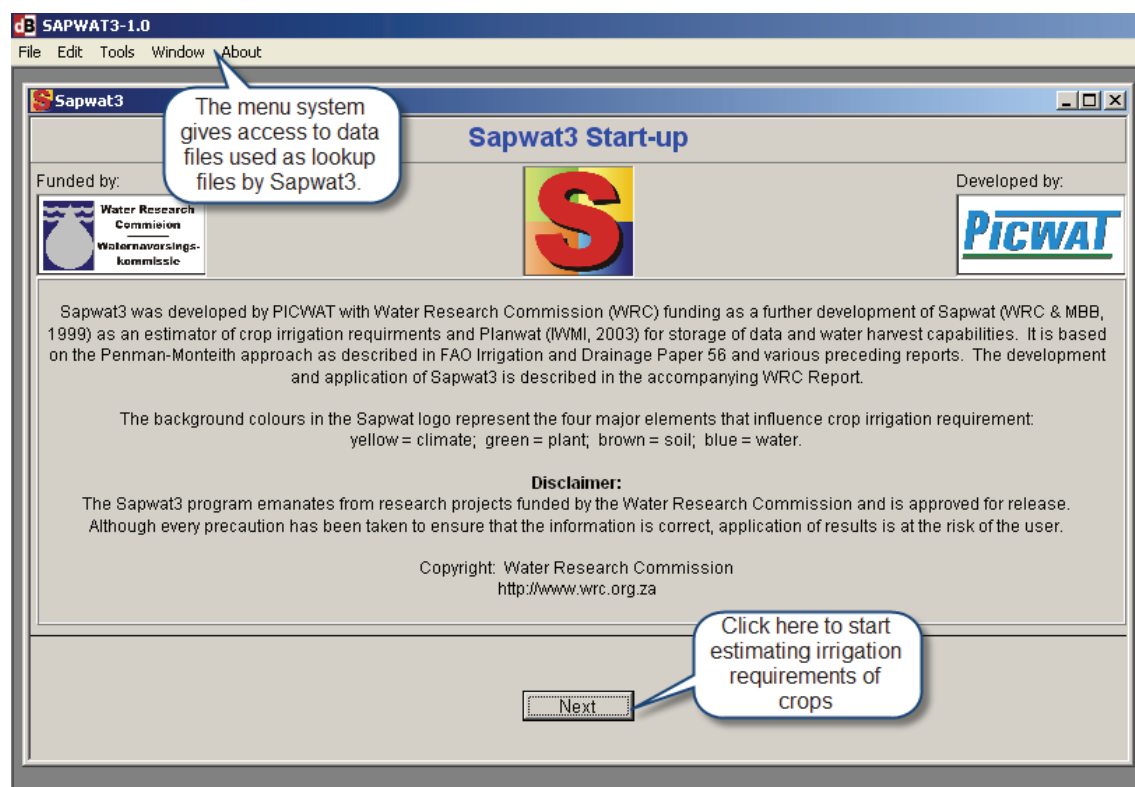 dB SAPWAT3-1.0
File Edit Tools Window About
S Sapwat3
The menu system
gives access to data
files used as lookup
files by Sapwat3.
Sapwat3 Start-up
Funded by:
Water Research
Commision
Waternavorsings-
kommissie
S
Developed by:
PICWAT
Sapwat3 was developed by PICWAT with Water Research Commission (WRC) funding as a further development of Sapwat (WRC & MBB,
1999) as an estimator of crop irrigation requirments and Planwat (IWMI, 2003) for storage of data and water harvest capabilities. It is based
on the Penman-Monteith approach as described in FAO Irrigation and Drainage Paper 56 and various preceding reports. The development
and application of Sapwat3 is described in the accompanying WRC Report.
The background colours in the Sapwat logo represent the four major elements that influence crop irrigation requirement:
yellow = climate; green = plant; brown = soil; blue = water.
Disclaimer:
The Sapwat3 program emanates from research projects funded by the Water Research Commission and is approved for release.
Although every precaution has been taken to ensure that the information is correct, application of results is at the risk of the user.
Copyright: Water Research Commission
http://www.wrc.org.za
Click here to start
estimating irrigation
requirements of
crops
Next